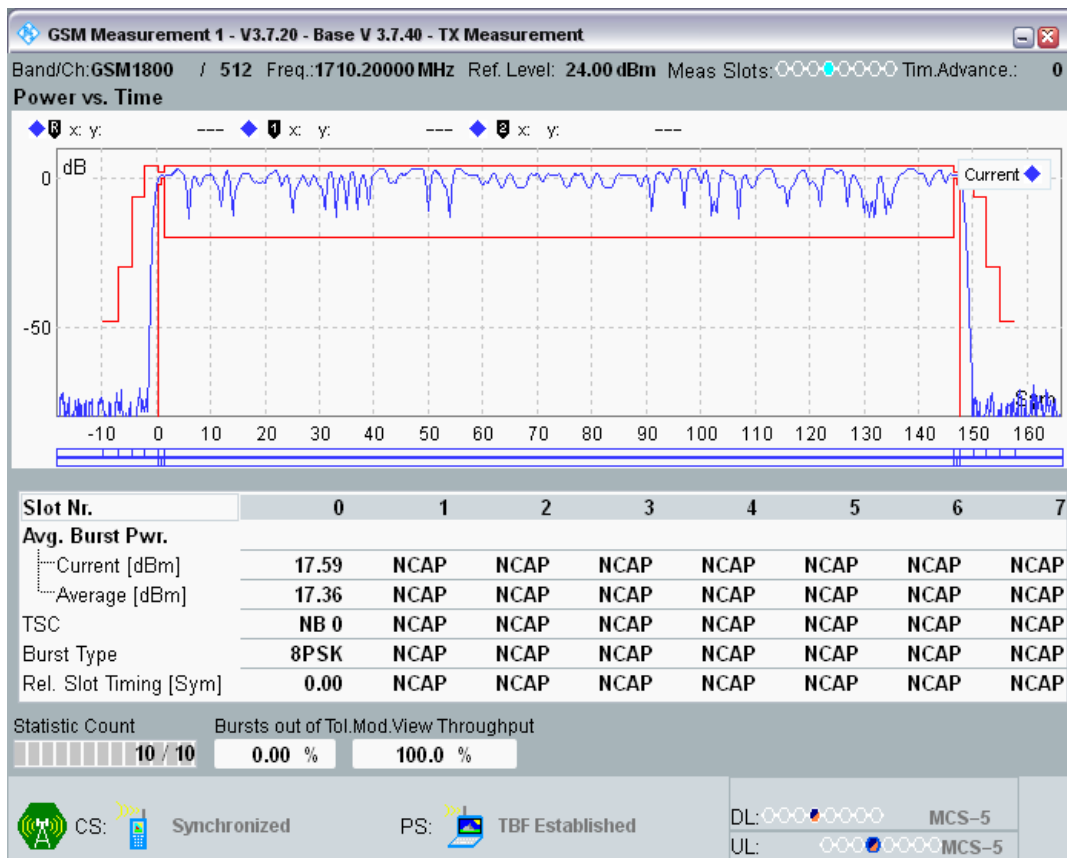 GSM Measurement 1 - V3.7.20 - Base V 3.7.40 - TX Measurement
Band/Ch:GSM1800 / 512 Freq.:1710.20000 MHz Ref. Level: 24.00 dBm Meas Slots: Tim.Advance.: 0
Power vs. Time
R x: y: --- 1 x: y: --- 2 x: y: ---
dB
0
Current
-50
Sym
-10 0 10 20 30 40 50 60 70 80 90 100 110 120 130 140 150 160
Slot Nr. 0 1 2 3 4 5 6 7
Avg. Burst Pwr.
Current [dBm] 17.59 NCAP NCAP NCAP NCAP NCAP NCAP NCAP
Average [dBm] 17.36 NCAP NCAP NCAP NCAP NCAP NCAP NCAP
TSC NB 0 NCAP NCAP NCAP NCAP NCAP NCAP NCAP
Burst Type 8PSK NCAP NCAP NCAP NCAP NCAP NCAP NCAP
Rel. Slot Timing [Sym] 0.00 NCAP NCAP NCAP NCAP NCAP NCAP NCAP
Statistic Count Bursts out of Tol. Mod.View Throughput
10 / 10 0.00 % 100.0 %
CS: Synchronized PS: TBF Established
DL: MCS-5
UL: MCS-5